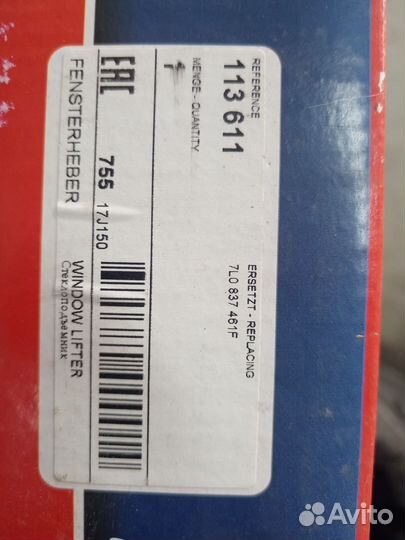 REFERENCE
113 611
MENGE - QUANTITY
1
ERSETZT - REPLACING
7L0 837 461F
EAC
755 17J150
FENSTERHEBER
WINDOW LIFTER
Стеклоподъемник
Avito